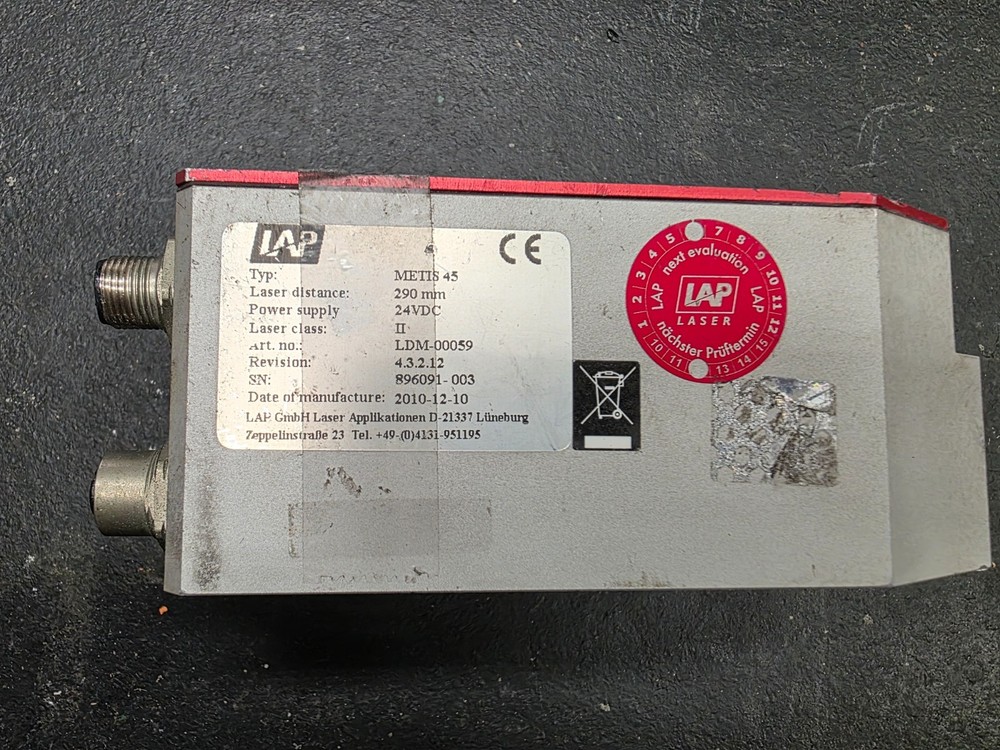 LAP
CE
Typ: METIS 45
Laser distance: 290 mm
Power supply 24VDC
Laser class: II
Art. no.: LDM-00059
Revision: 4.3.2.12
SN: 896091-003
Date of manufacture: 2010-12-10
LAP GmbH Laser Applikationen D-21337 Lüneburg
Zeppelinstraße 23 Tel. +49-(0)4131-951195
1 2 3 4 5 7 8 9 10 11 12
next evaluation
LAP
LAP
LASER
LAP
nächster Prüftermin
10 11 13 14 15